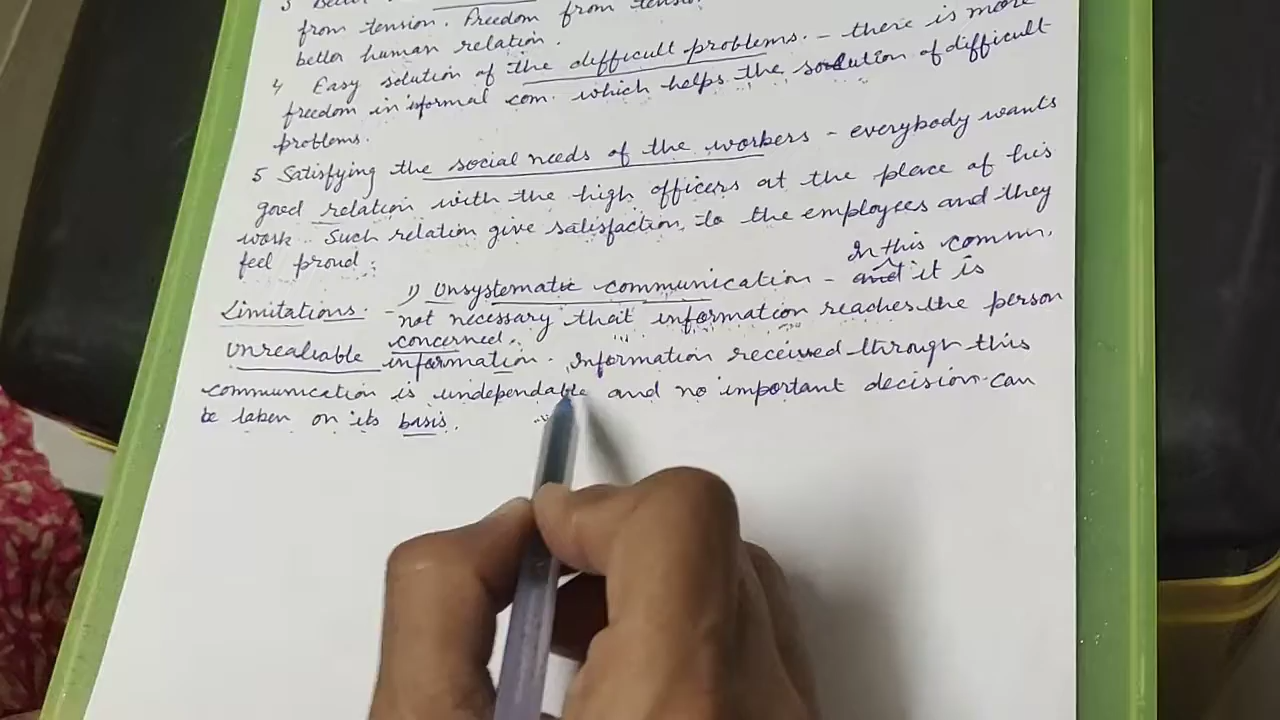 3 Better
from tension. Freedom from tension
better human relation.
4 Easy solution of the difficult problems. - there is more
freedom in informal com. which helps the solution of difficult
problems.
5 Satisfying the social needs of the workers - everybody wants
good relation with the high officers at the place of his
work. Such relation give satisfaction to the employees and they
feel proud.
Limitations. - 1) Unsystematic communication - and In this commn. it is
not necessary that information reaches the person
concerned.
Unrealiable information. Information received through this
communication is undependable and no important decision can
be taken on its basis.